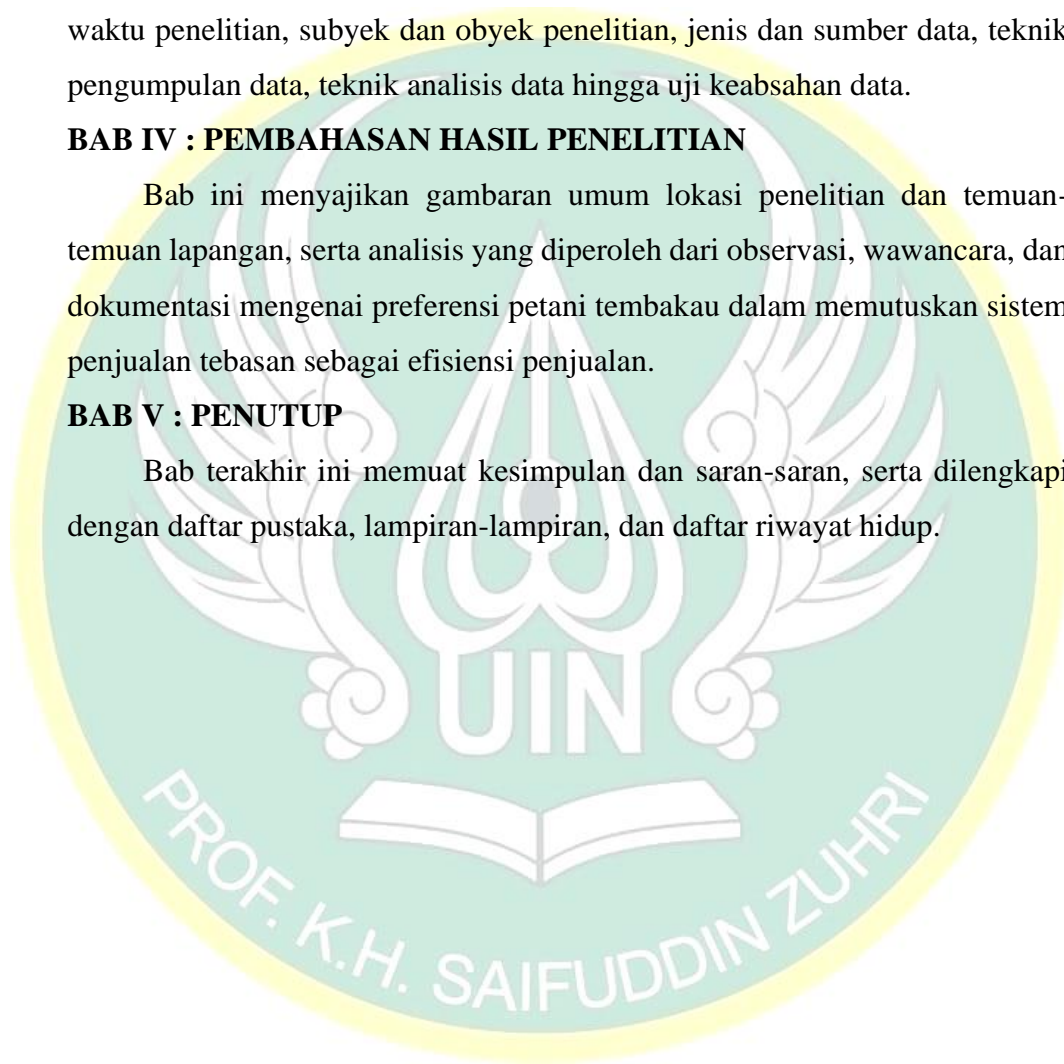 waktu penelitian, subyek dan obyek penelitian, jenis dan sumber data, teknik
pengumpulan data, teknik analisis data hingga uji keabsahan data.
BAB IV : PEMBAHASAN HASIL PENELITIAN
Bab ini menyajikan gambaran umum lokasi penelitian dan temuan-
temuan lapangan, serta analisis yang diperoleh dari observasi, wawancara, dan
dokumentasi mengenai preferensi petani tembakau dalam memutuskan sistem
penjualan tebasan sebagai efisiensi penjualan.
BAB V : PENUTUP
Bab terakhir ini memuat kesimpulan dan saran-saran, serta dilengkapi
dengan daftar pustaka, lampiran-lampiran, dan daftar riwayat hidup.
UIN
PROF. K.H. SAIFUDDIN ZUHRI